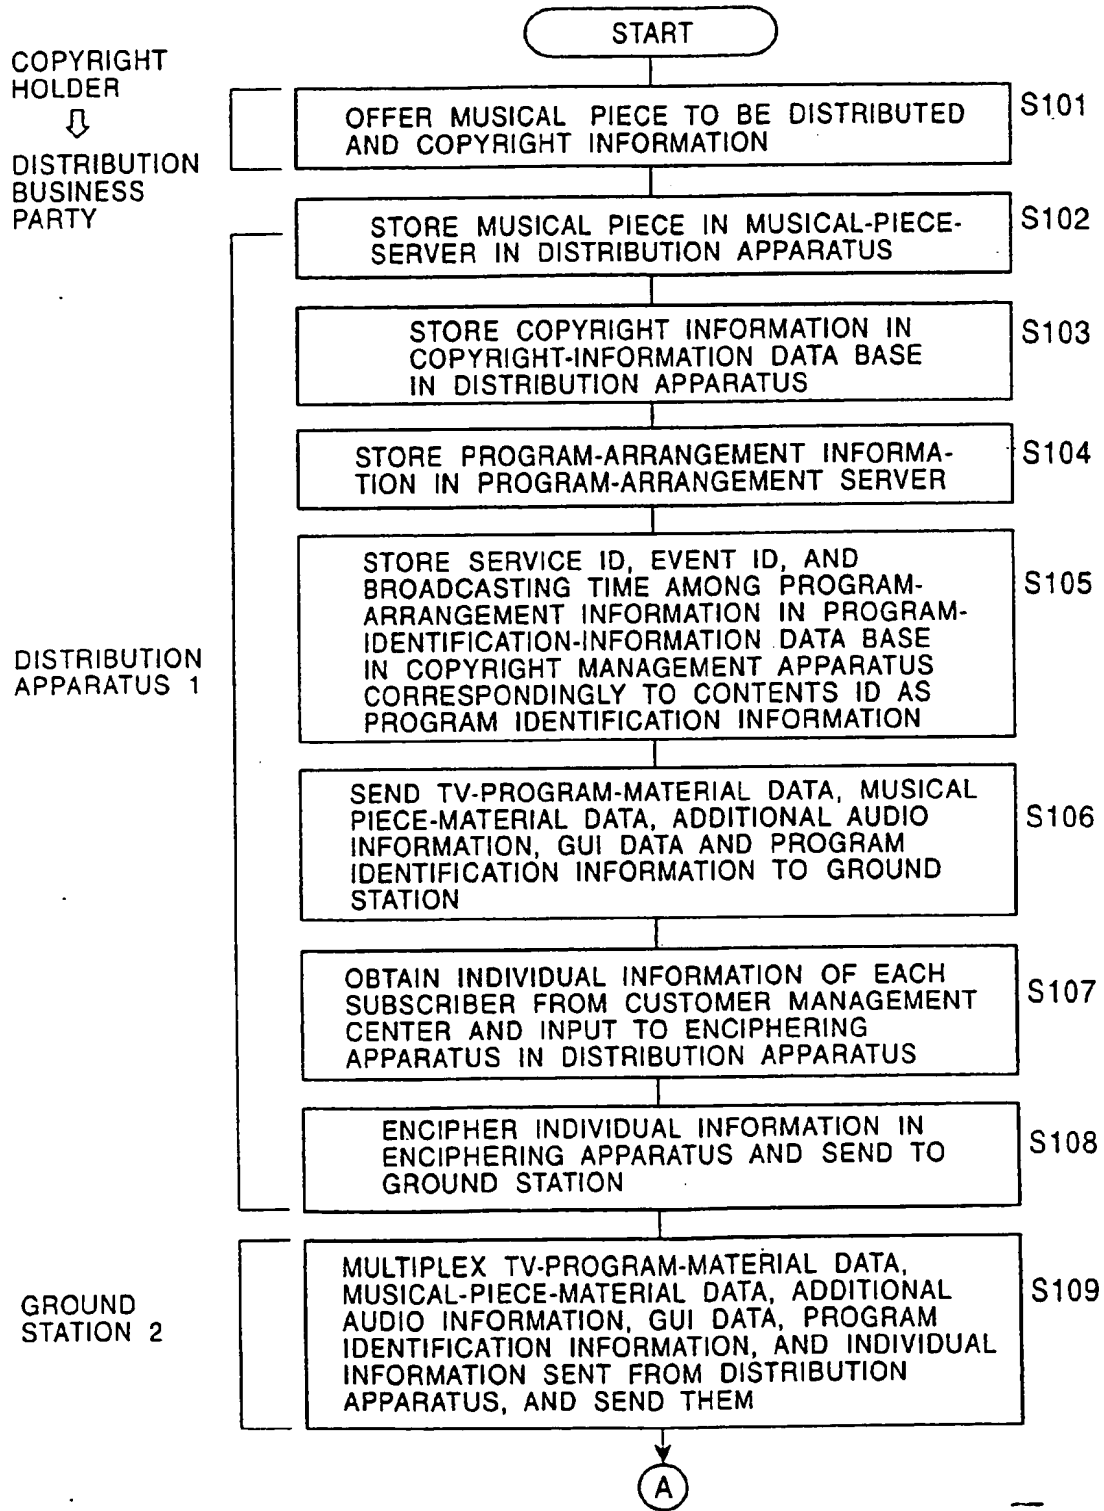 START
COPYRIGHT
HOLDER
DISTRIBUTION
BUSINESS
PARTY
OFFER MUSICAL PIECE TO BE DISTRIBUTED
AND COPYRIGHT INFORMATION
S101
STORE MUSICAL PIECE IN MUSICAL-PIECE-
SERVER IN DISTRIBUTION APPARATUS
S102
STORE COPYRIGHT INFORMATION IN
COPYRIGHT-INFORMATION DATA BASE
IN DISTRIBUTION APPARATUS
S103
STORE PROGRAM-ARRANGEMENT INFORMA-
TION IN PROGRAM-ARRANGEMENT SERVER
S104
DISTRIBUTION
APPARATUS 1
STORE SERVICE ID, EVENT ID, AND
BROADCASTING TIME AMONG PROGRAM-
ARRANGEMENT INFORMATION IN PROGRAM-
IDENTIFICATION-INFORMATION DATA BASE
IN COPYRIGHT MANAGEMENT APPARATUS
CORRESPONDINGLY TO CONTENTS ID AS
PROGRAM IDENTIFICATION INFORMATION
S105
SEND TV-PROGRAM-MATERIAL DATA, MUSICAL
PIECE-MATERIAL DATA, ADDITIONAL AUDIO
INFORMATION, GUI DATA AND PROGRAM
IDENTIFICATION INFORMATION TO GROUND
STATION
S106
OBTAIN INDIVIDUAL INFORMATION OF EACH
SUBSCRIBER FROM CUSTOMER MANAGEMENT
CENTER AND INPUT TO ENCIPHERING
APPARATUS IN DISTRIBUTION APPARATUS
S107
ENCIPHER INDIVIDUAL INFORMATION IN
ENCIPHERING APPARATUS AND SEND TO
GROUND STATION
S108
GROUND
STATION 2
MULTIPLEX TV-PROGRAM-MATERIAL DATA,
MUSICAL-PIECE-MATERIAL DATA, ADDITIONAL
AUDIO INFORMATION, GUI DATA, PROGRAM
IDENTIFICATION INFORMATION, AND INDIVIDUAL
INFORMATION SENT FROM DISTRIBUTION
APPARATUS, AND SEND THEM
S109
A